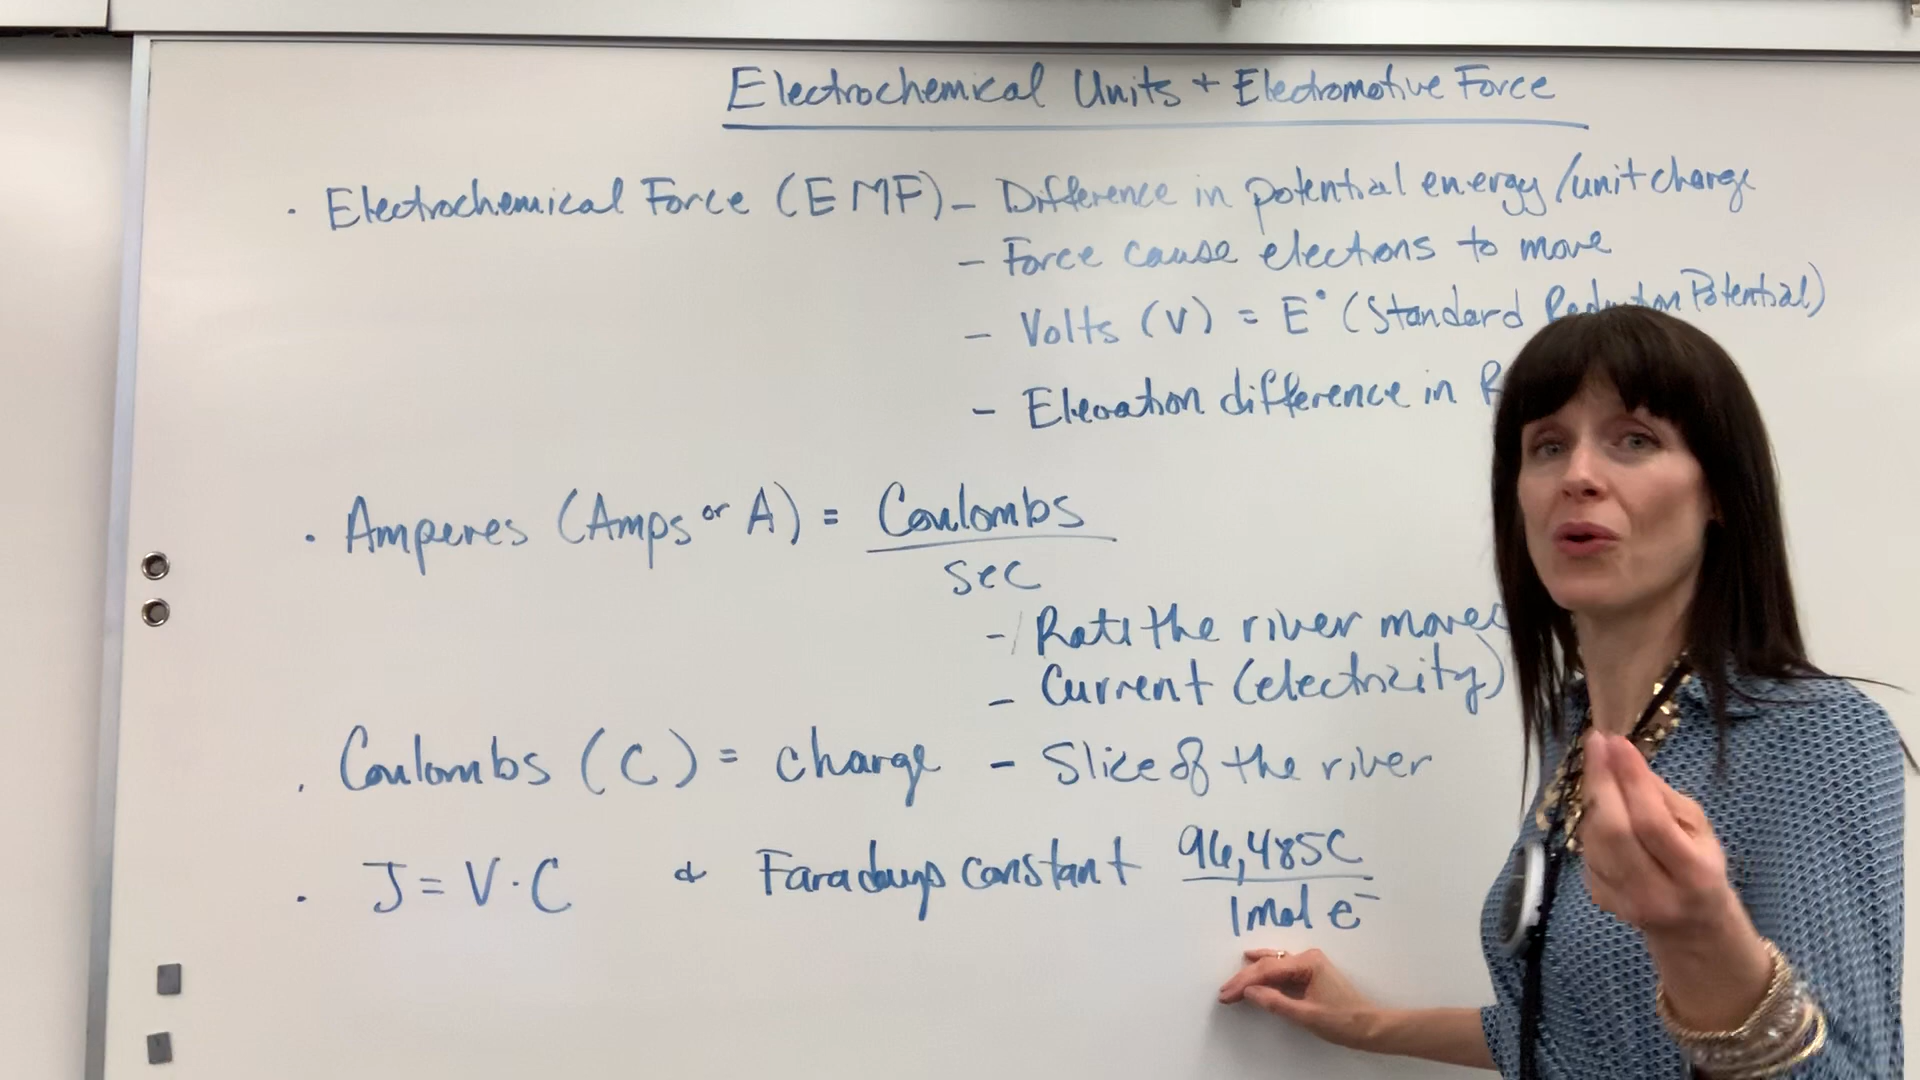 Electrochemical Units + Electromotive Force
· Electrochemical Force (EMF) - Difference in potential energy/unit charge
- Force cause electrons to move
- Volts (V) = E° (Standard Reduction Potential)
- Elevation difference in
· Amperes (Amps or A) = Coulombs
sec
- Rate the river moves
- Current (electricity)
· Coulombs (C) = charge - Slice of the river
· J = V · C & Faradays constant 96,485C
1mol e⁻